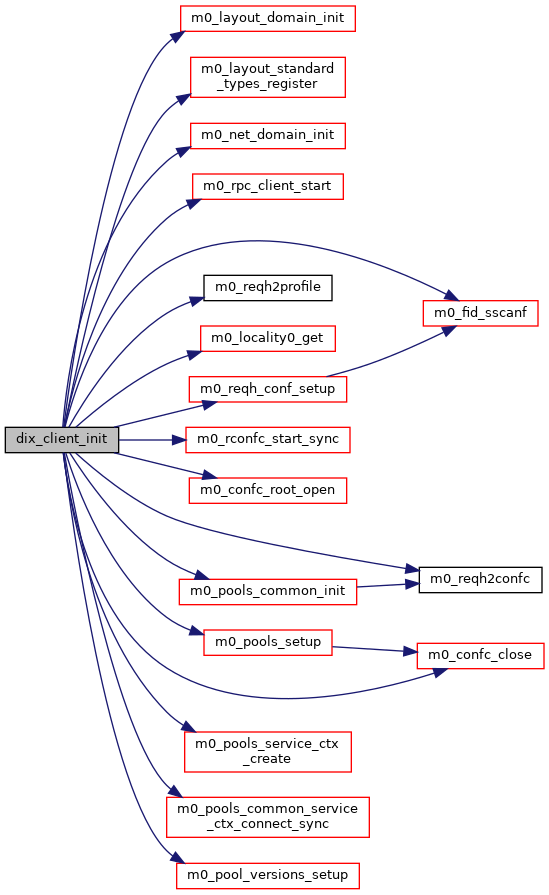 m0_layout_domain_init
m0_layout_standard
_types_register
m0_net_domain_init
m0_rpc_client_start
m0_reqh2profile
m0_fid_sscanf
m0_locality0_get
m0_reqh_conf_setup
dix_client_init
m0_rconfc_start_sync
m0_confc_root_open
m0_reqh2confc
m0_pools_common_init
m0_pools_setup
m0_confc_close
m0_pools_service_ctx
_create
m0_pools_common_service
_ctx_connect_sync
m0_pool_versions_setup